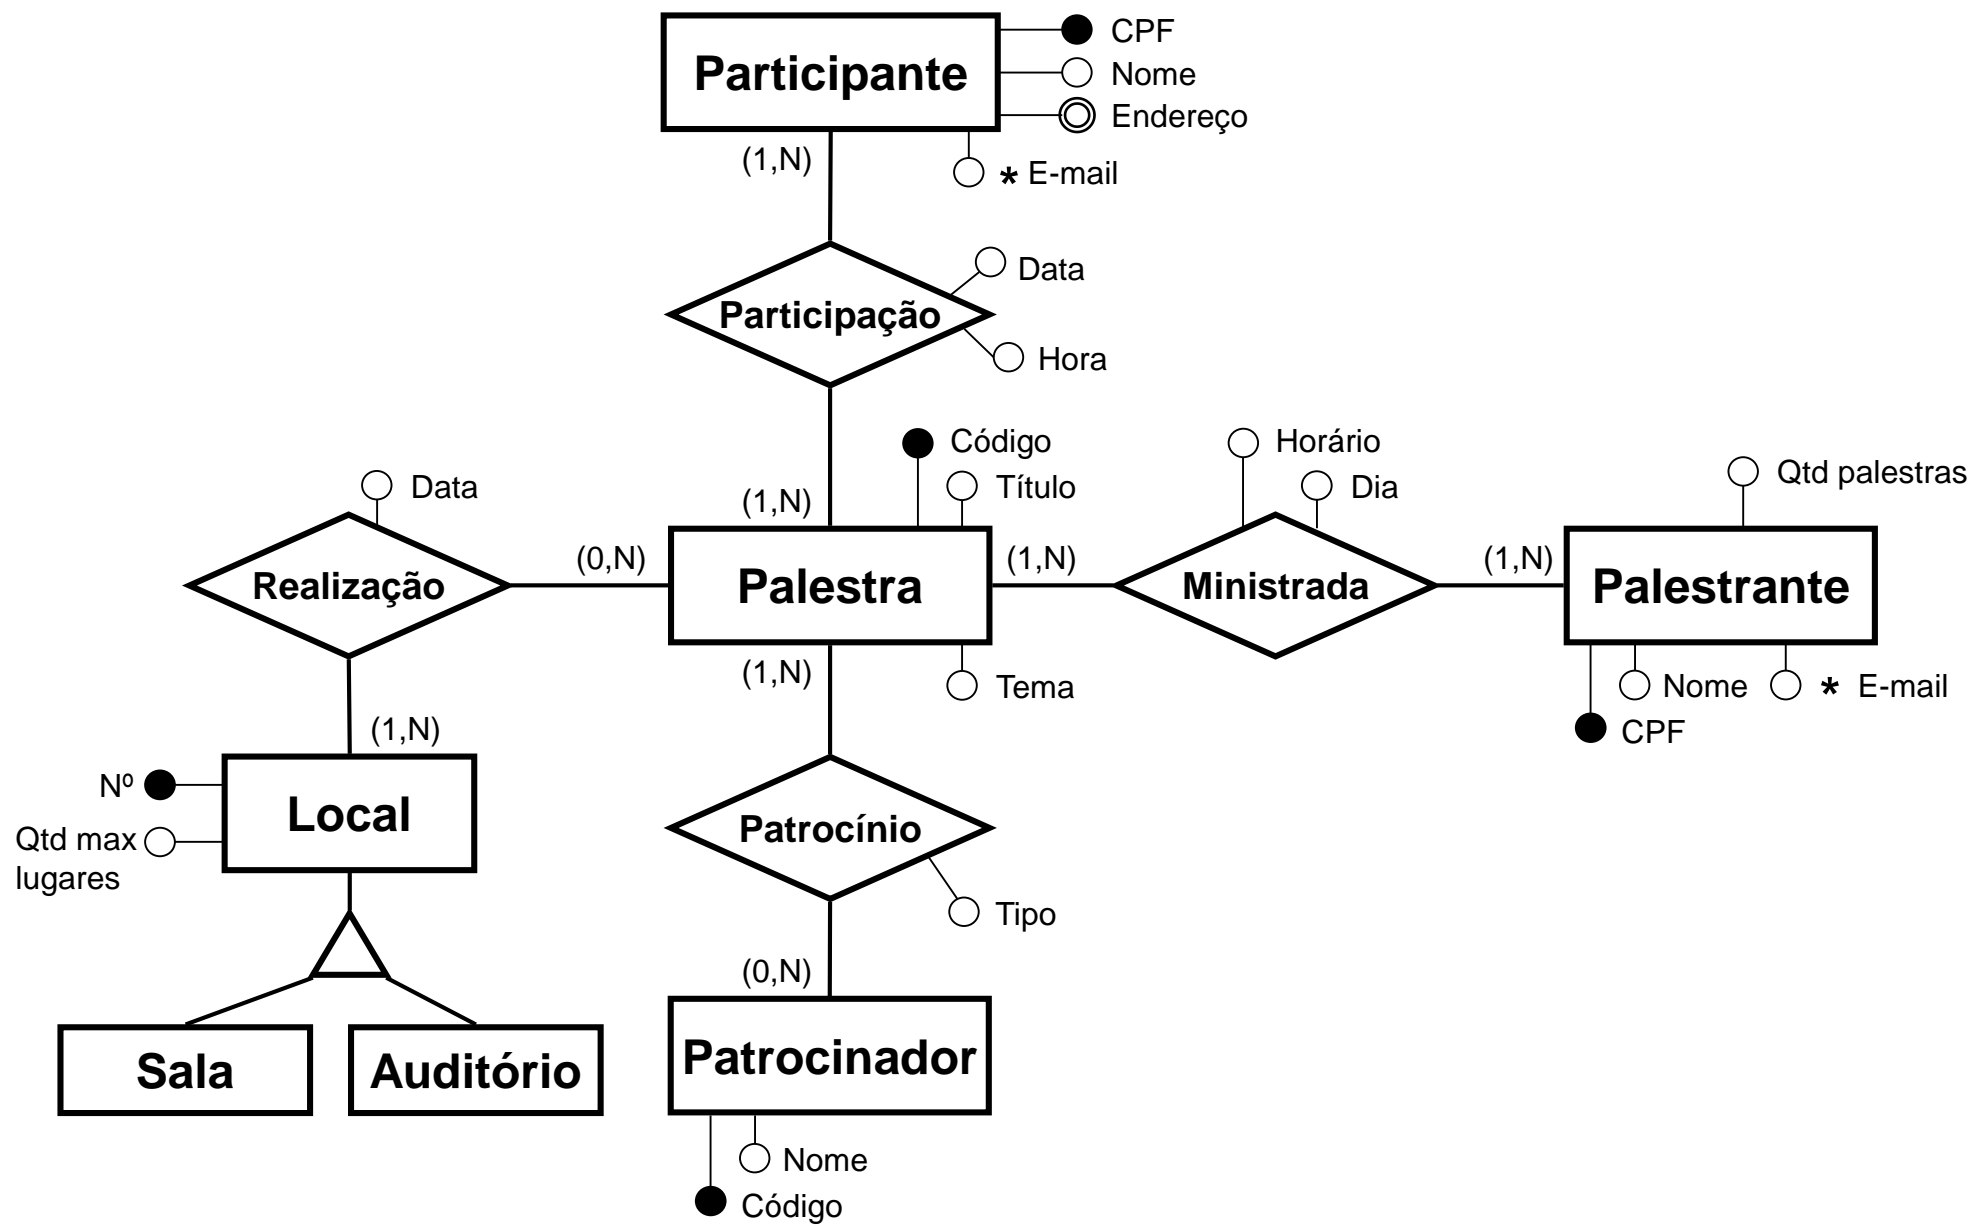 CPF
Participante
Nome
Endereço
(1,N)
* E-mail
Data
Participação
Hora
Código
Horário
Qtd palestras
Data
Título
Dia
(1,N)
(0,N)
(1,N)
(1,N)
Realização
Palestra
Ministrada
Palestrante
(1,N)
Tema
Nome
* E-mail
(1,N)
CPF
Nº
Local
Qtd max
lugares
Patrocínio
Tipo
(0,N)
Sala
Auditório
Patrocinador
Nome
Código